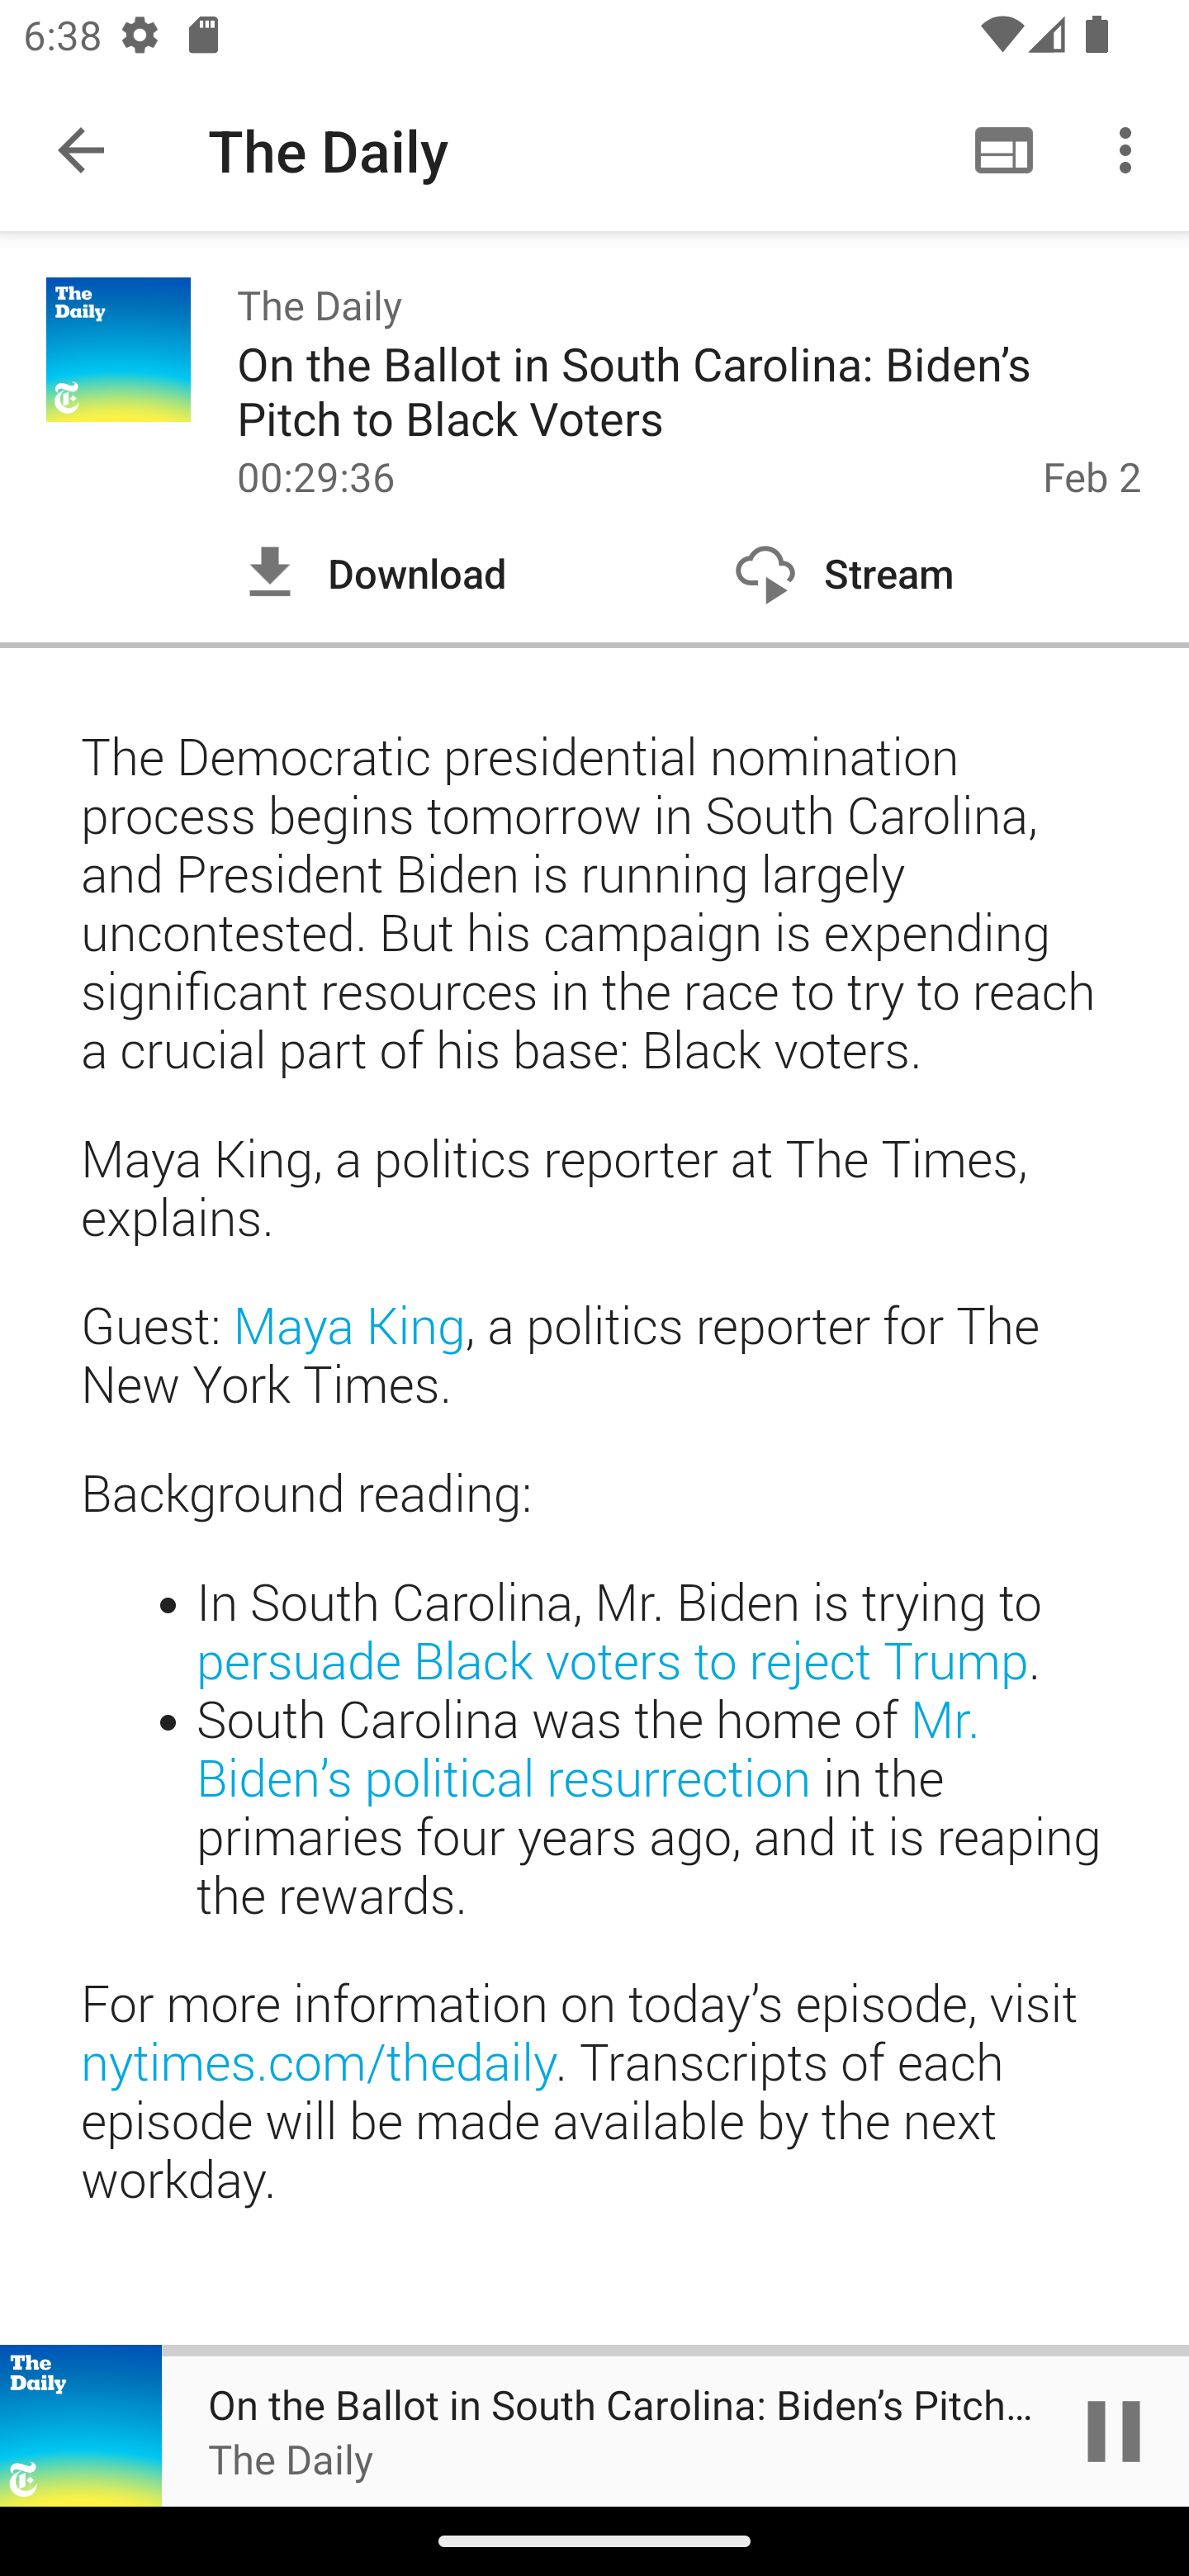 6:38
The Daily
The
Daily
The Daily
On the Ballot in South Carolina: Biden’s
Pitch to Black Voters
00:29:36
Feb 2
Download
Stream
The Democratic presidential nomination
process begins tomorrow in South Carolina,
and President Biden is running largely
uncontested. But his campaign is expending
significant resources in the race to try to reach
a crucial part of his base: Black voters.
Maya King, a politics reporter at The Times,
explains.
Guest: Maya King, a politics reporter for The
New York Times.
Background reading:
• In South Carolina, Mr. Biden is trying to
persuade Black voters to reject Trump.
• South Carolina was the home of Mr.
Biden’s political resurrection in the
primaries four years ago, and it is reaping
the rewards.
For more information on today’s episode, visit
nytimes.com/thedaily. Transcripts of each
episode will be made available by the next
workday.
The
Daily
On the Ballot in South Carolina: Biden’s Pitch…
The Daily